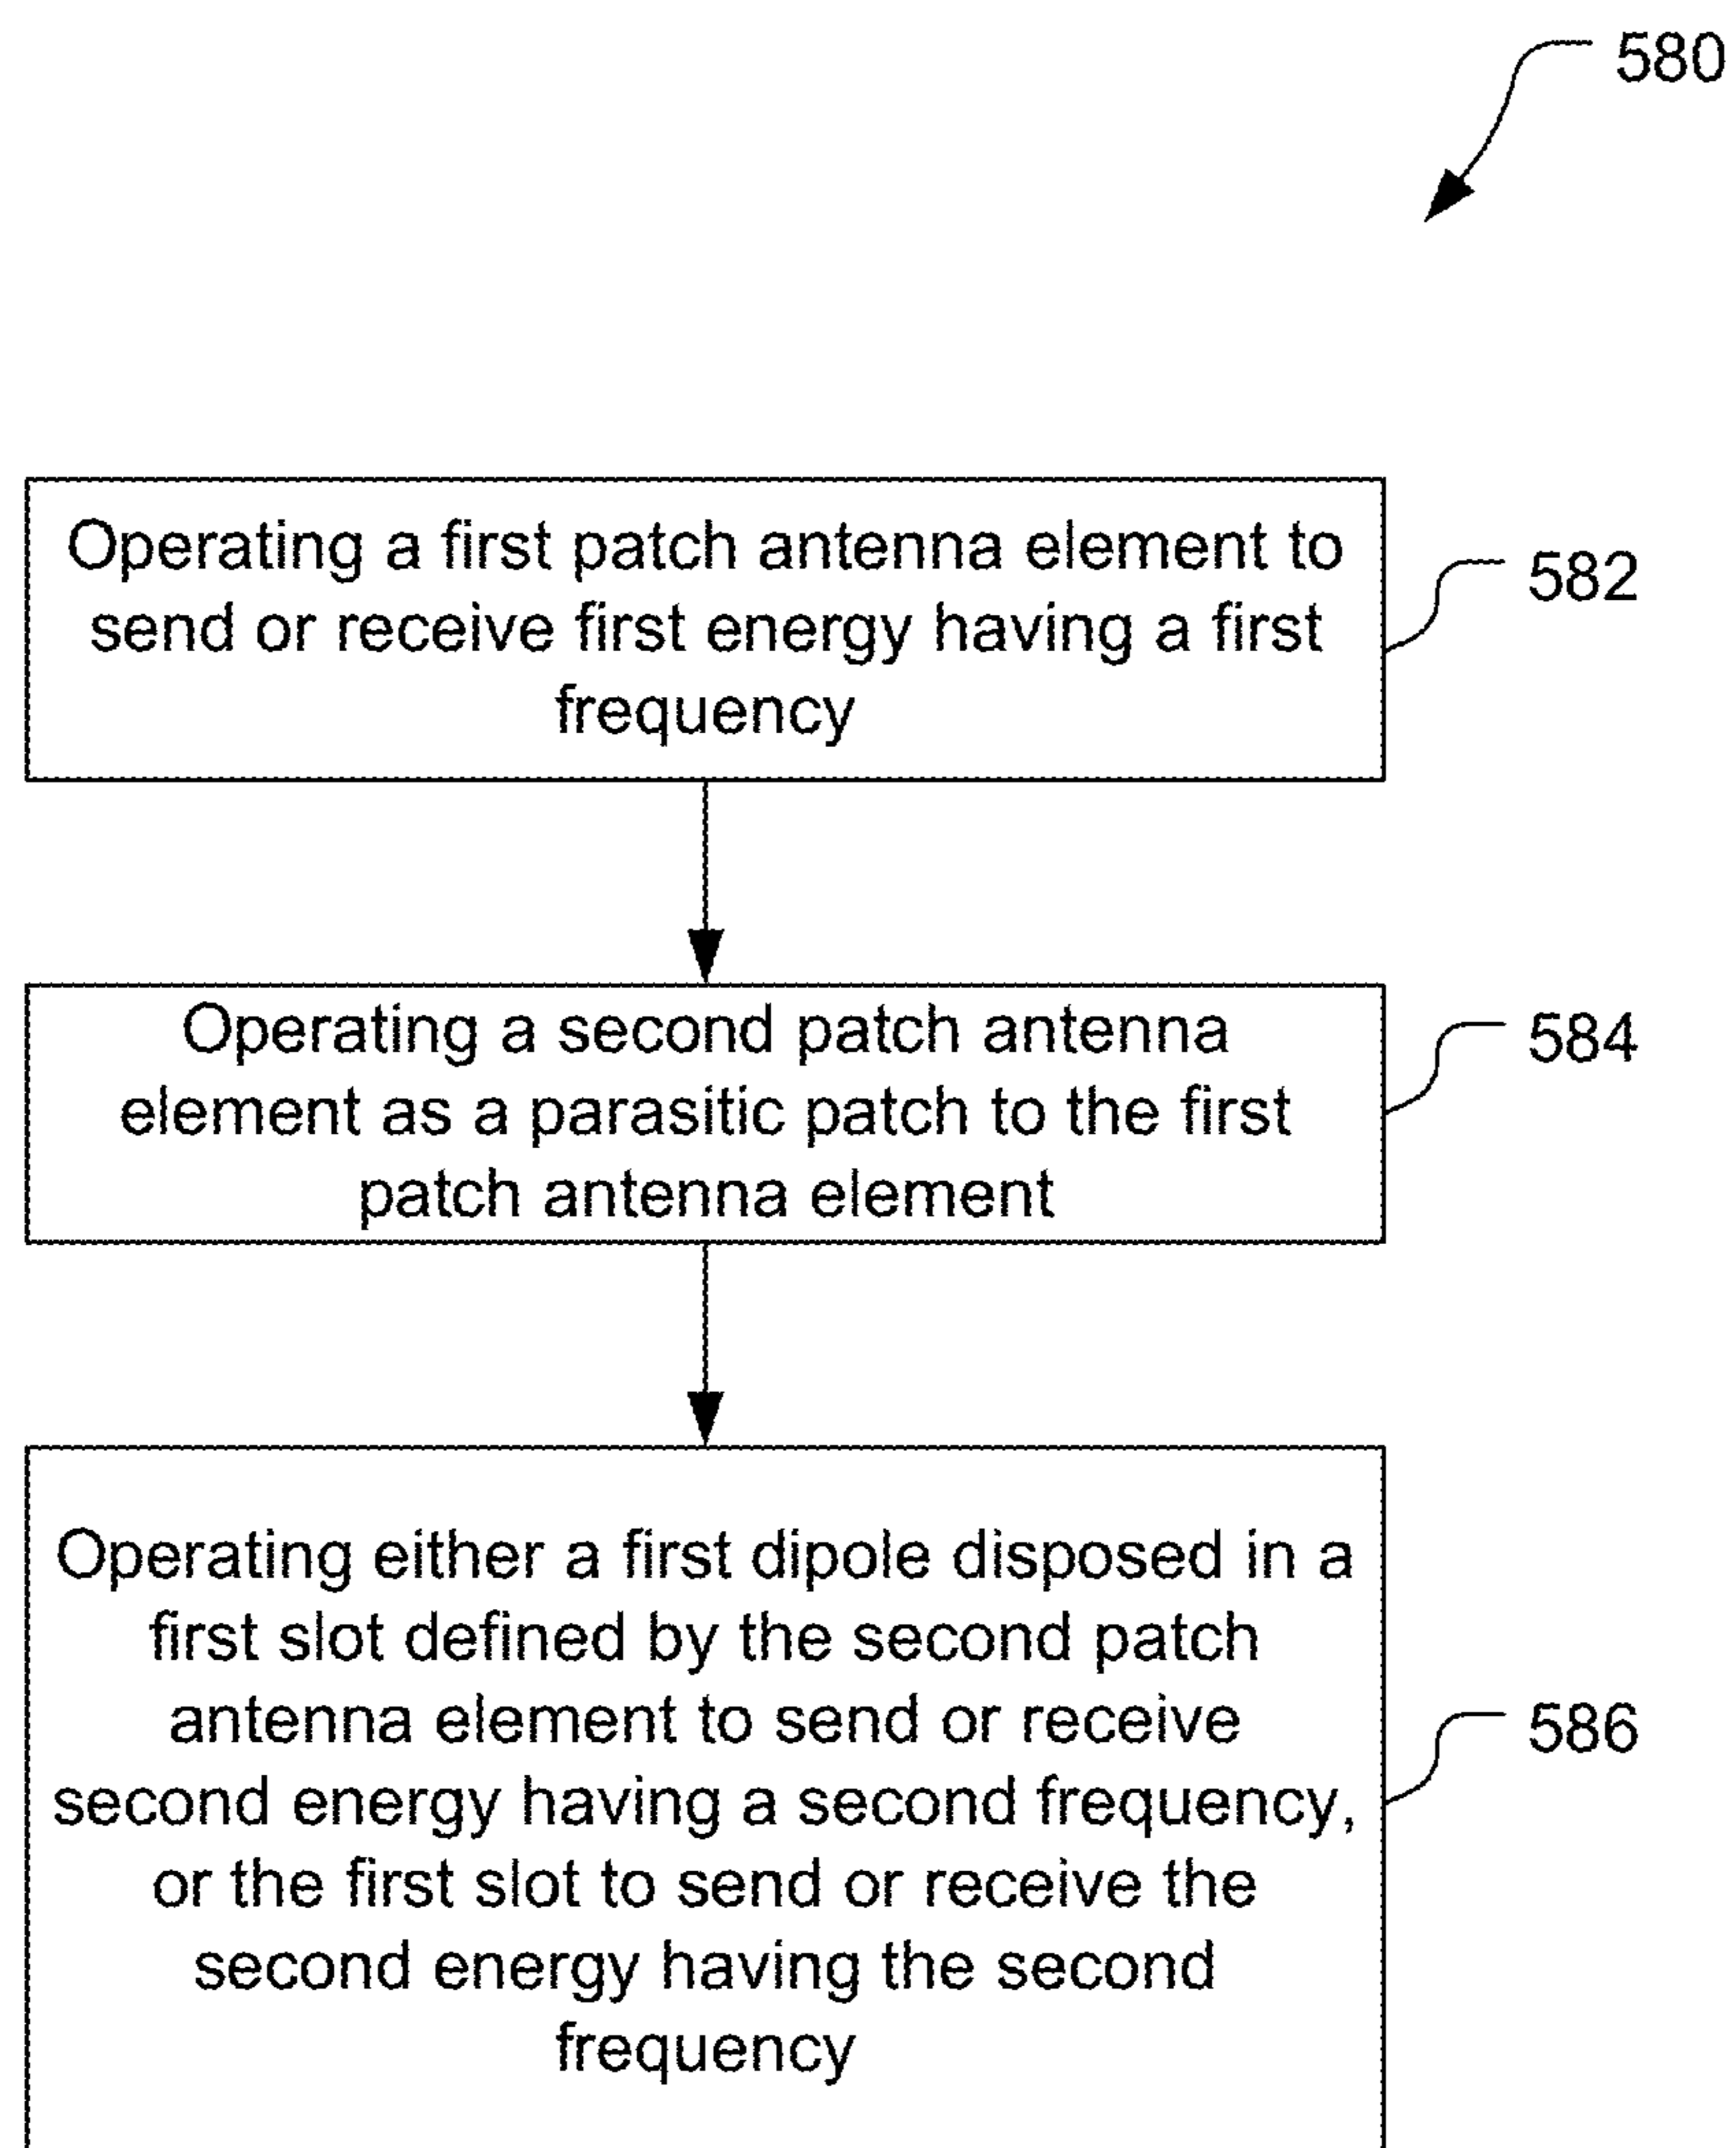 580
Operating a first patch antenna element to
send or receive first energy having a first
frequency
582
Operating a second patch antenna
element as a parasitic patch to the first
patch antenna element
584
Operating either a first dipole disposed in a
first slot defined by the second patch
antenna element to send or receive
second energy having a second frequency,
or the first slot to send or receive the
second energy having the second
frequency
586